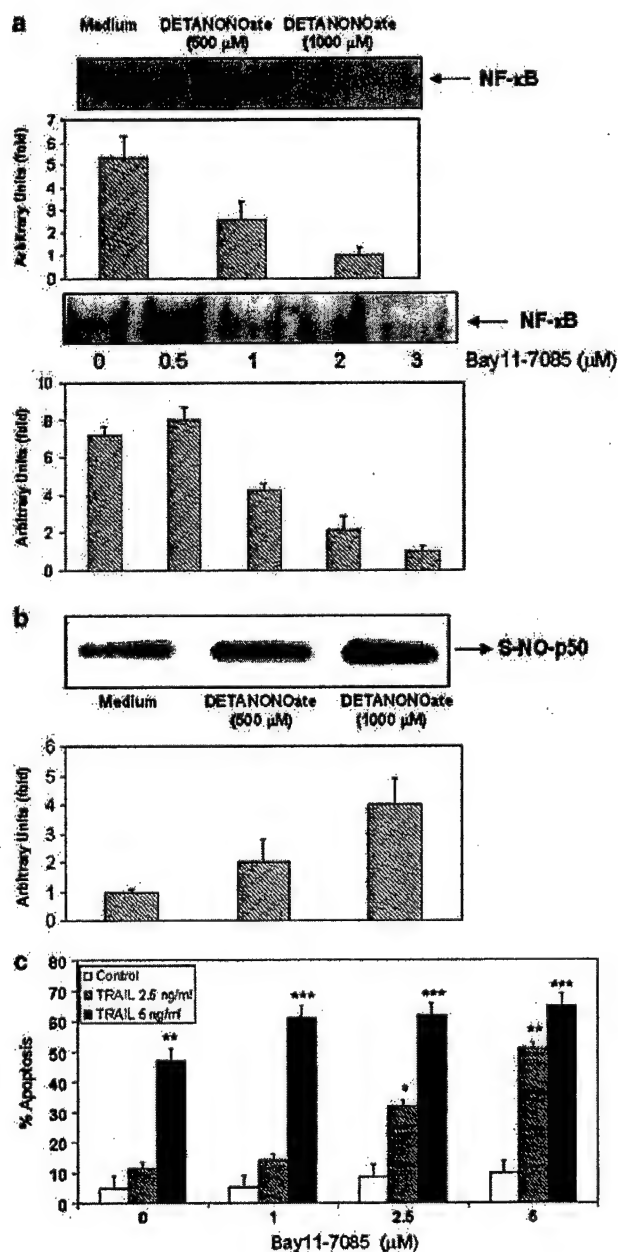 a
Medium DETANONOate DETANONOate
(500 μM) (1000 μM)
NF-κB
Arbitrary Units (fold)
7
6
5
4
3
2
1
0
NF-κB
0 0.5 1 2 3 Bay11-7085 (μM)
Arbitrary Units (fold)
10
8
6
4
2
0
b
S-NO-p50
Medium DETANONOate DETANONOate
(500 μM) (1000 μM)
Arbitrary Units (fold)
6
5
4
3
2
1
0
c
% Apoptosis
80
70
60
50
40
30
20
10
0
Control
TRAIL 2.5 ng/ml
TRAIL 5 ng/ml
** *** * *** ** ***
0 1 2.5 5
Bay11-7085 (μM)